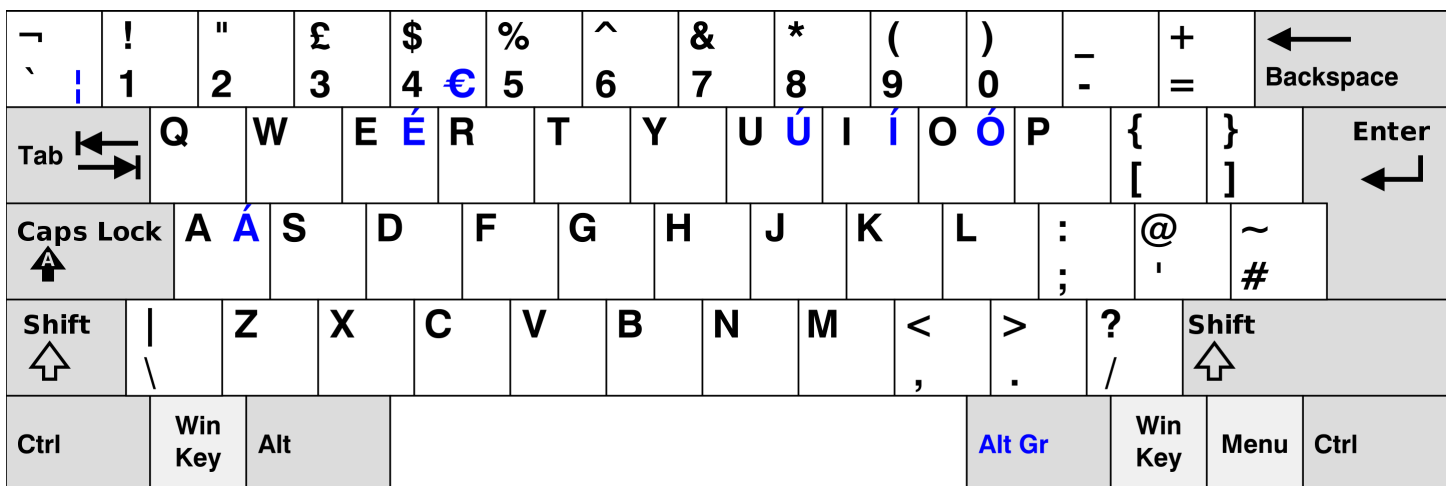 ¬ ! " £ $ % ^ & * ( ) _ +
` ¦ 1 2 3 4 € 5 6 7 8 9 0 - = Backspace
Tab Q W E É R T Y U Ú I Í O Ó P { } Enter
[ ]
Caps Lock A Á S D F G H J K L : @ ~
A ; ' #
Shift | Z X C V B N M < > ? Shift
\ , . /
Ctrl Win Key Alt Alt Gr Win Key Menu Ctrl